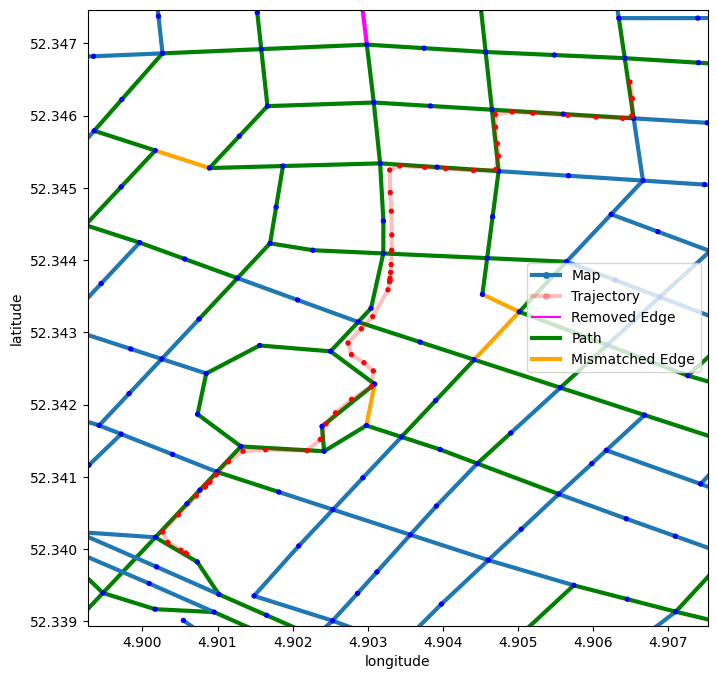 52.347
52.346
52.345
52.344
52.343
52.342
52.341
52.340
52.339
latitude
Map
Trajectory
Removed Edge
Path
Mismatched Edge
4.900 4.901 4.902 4.903 4.904 4.905 4.906 4.907
longitude